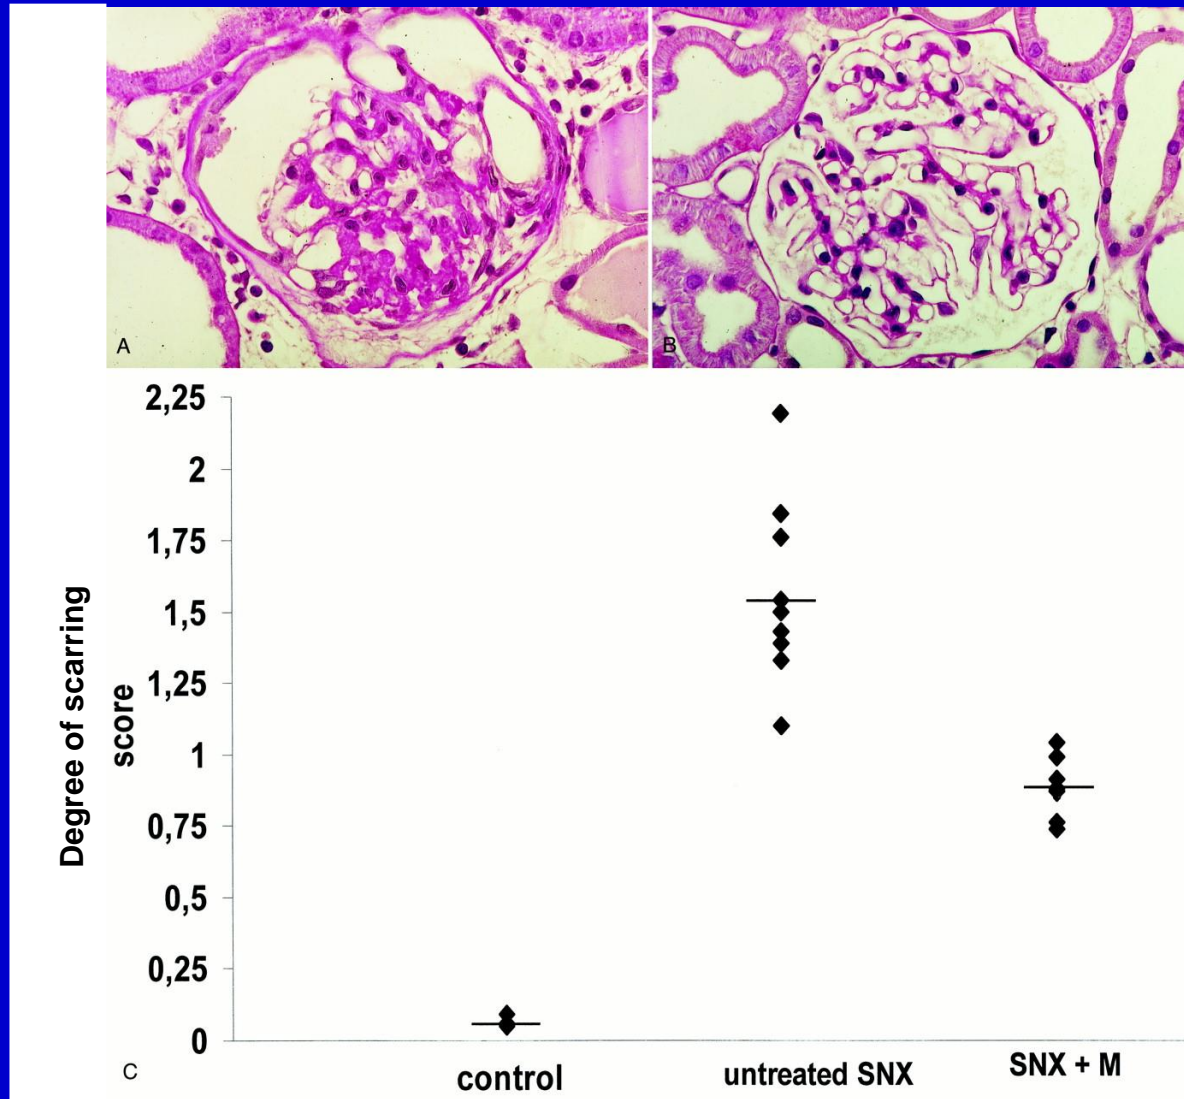 A
B
Degree of scarring
score
2,25
2
1,75
1,5
1,25
1
0,75
0,5
0,25
0
C
control
untreated SNX
SNX + M